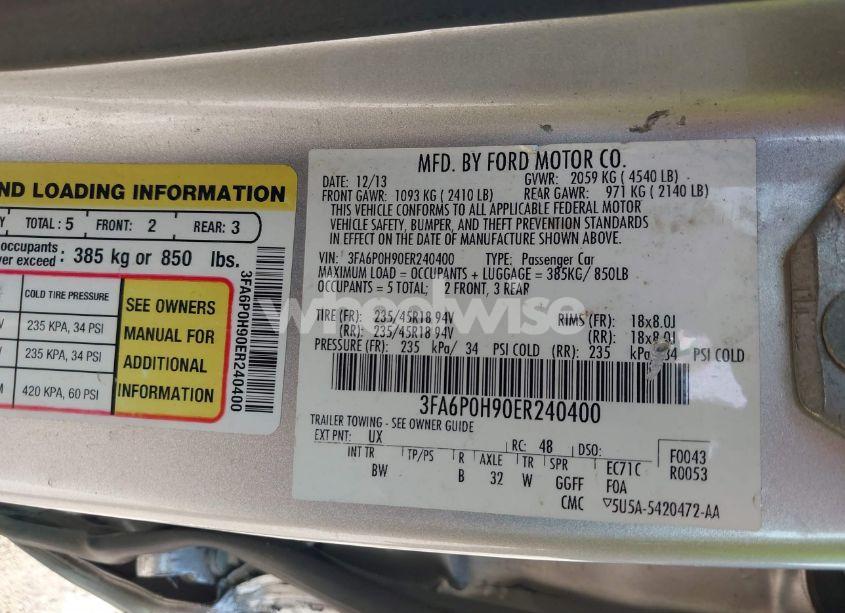 ND LOADING INFORMATION
Y TOTAL : 5 FRONT: 2 REAR: 3
occupants
ver exceed : 385 kg or 850 lbs.
COLD TIRE PRESSURE
235 KPA, 34 PSI
235 KPA, 34 PSI
420 KPA, 60 PSI
SEE OWNERS
MANUAL FOR
ADDITIONAL
INFORMATION
3FA6P0H90ER240400
MFD. BY FORD MOTOR CO.
DATE: 12/13 GVWR: 2059 KG ( 4540 LB)
FRONT GAWR: 1093 KG ( 2410 LB) REAR GAWR: 971 KG ( 2140 LB)
THIS VEHICLE CONFORMS TO ALL APPLICABLE FEDERAL MOTOR
VEHICLE SAFETY, BUMPER, AND THEFT PREVENTION STANDARDS
IN EFFECT ON THE DATE OF MANUFACTURE SHOWN ABOVE.
VIN: 3FA6P0H90ER240400 TYPE: Passenger Car
MAXIMUM LOAD = OCCUPANTS + LUGGAGE = 385KG/ 850LB
OCCUPANTS = 5 TOTAL; 2 FRONT, 3 REAR
TIRE (FR): 235/45R18 94V RIMS (FR): 18x8.0J
(RR): 235/45R18 94V (RR): 18x8.0J
PRESSURE (FR): 235 kPa/ 34 PSI COLD (RR): 235 kPa/ 34 PSI COLD
3FA6P0H90ER240400
TRAILER TOWING - SEE OWNER GUIDE
EXT PNT: UX RC: 48 DSO: F0043
INT TR TP/PS R AXLE TR SPR EC71C R0053
BW B 32 W GGFF F0A
CMC ▽5U5A-5420472-AA
wheelwise